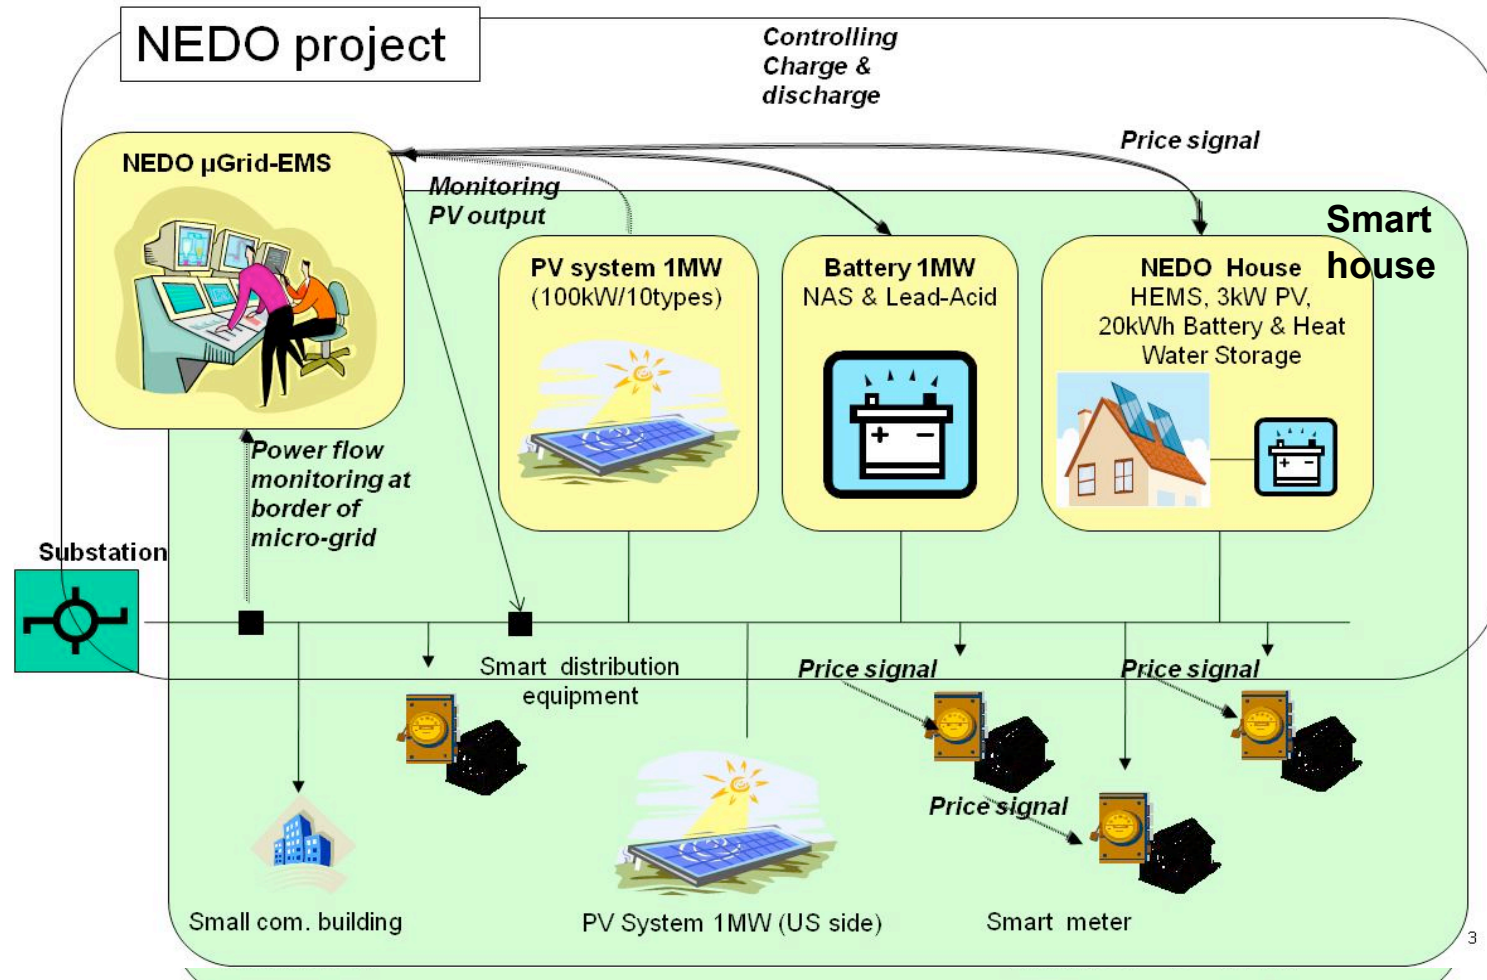 NEDO project
Controlling
Charge &
discharge
NEDO µGrid-EMS
Price signal
Monitoring
PV output
Smart
house
PV system 1MW
(100kW/10types)
Battery 1MW
NAS & Lead-Acid
NEDO House
HEMS, 3kW PV,
20kWh Battery & Heat
Water Storage
Power flow
monitoring at
border of
micro-grid
Substation
Smart distribution
equipment
Price signal
Price signal
Price signal
Small com. building
PV System 1MW (US side)
Smart meter
3